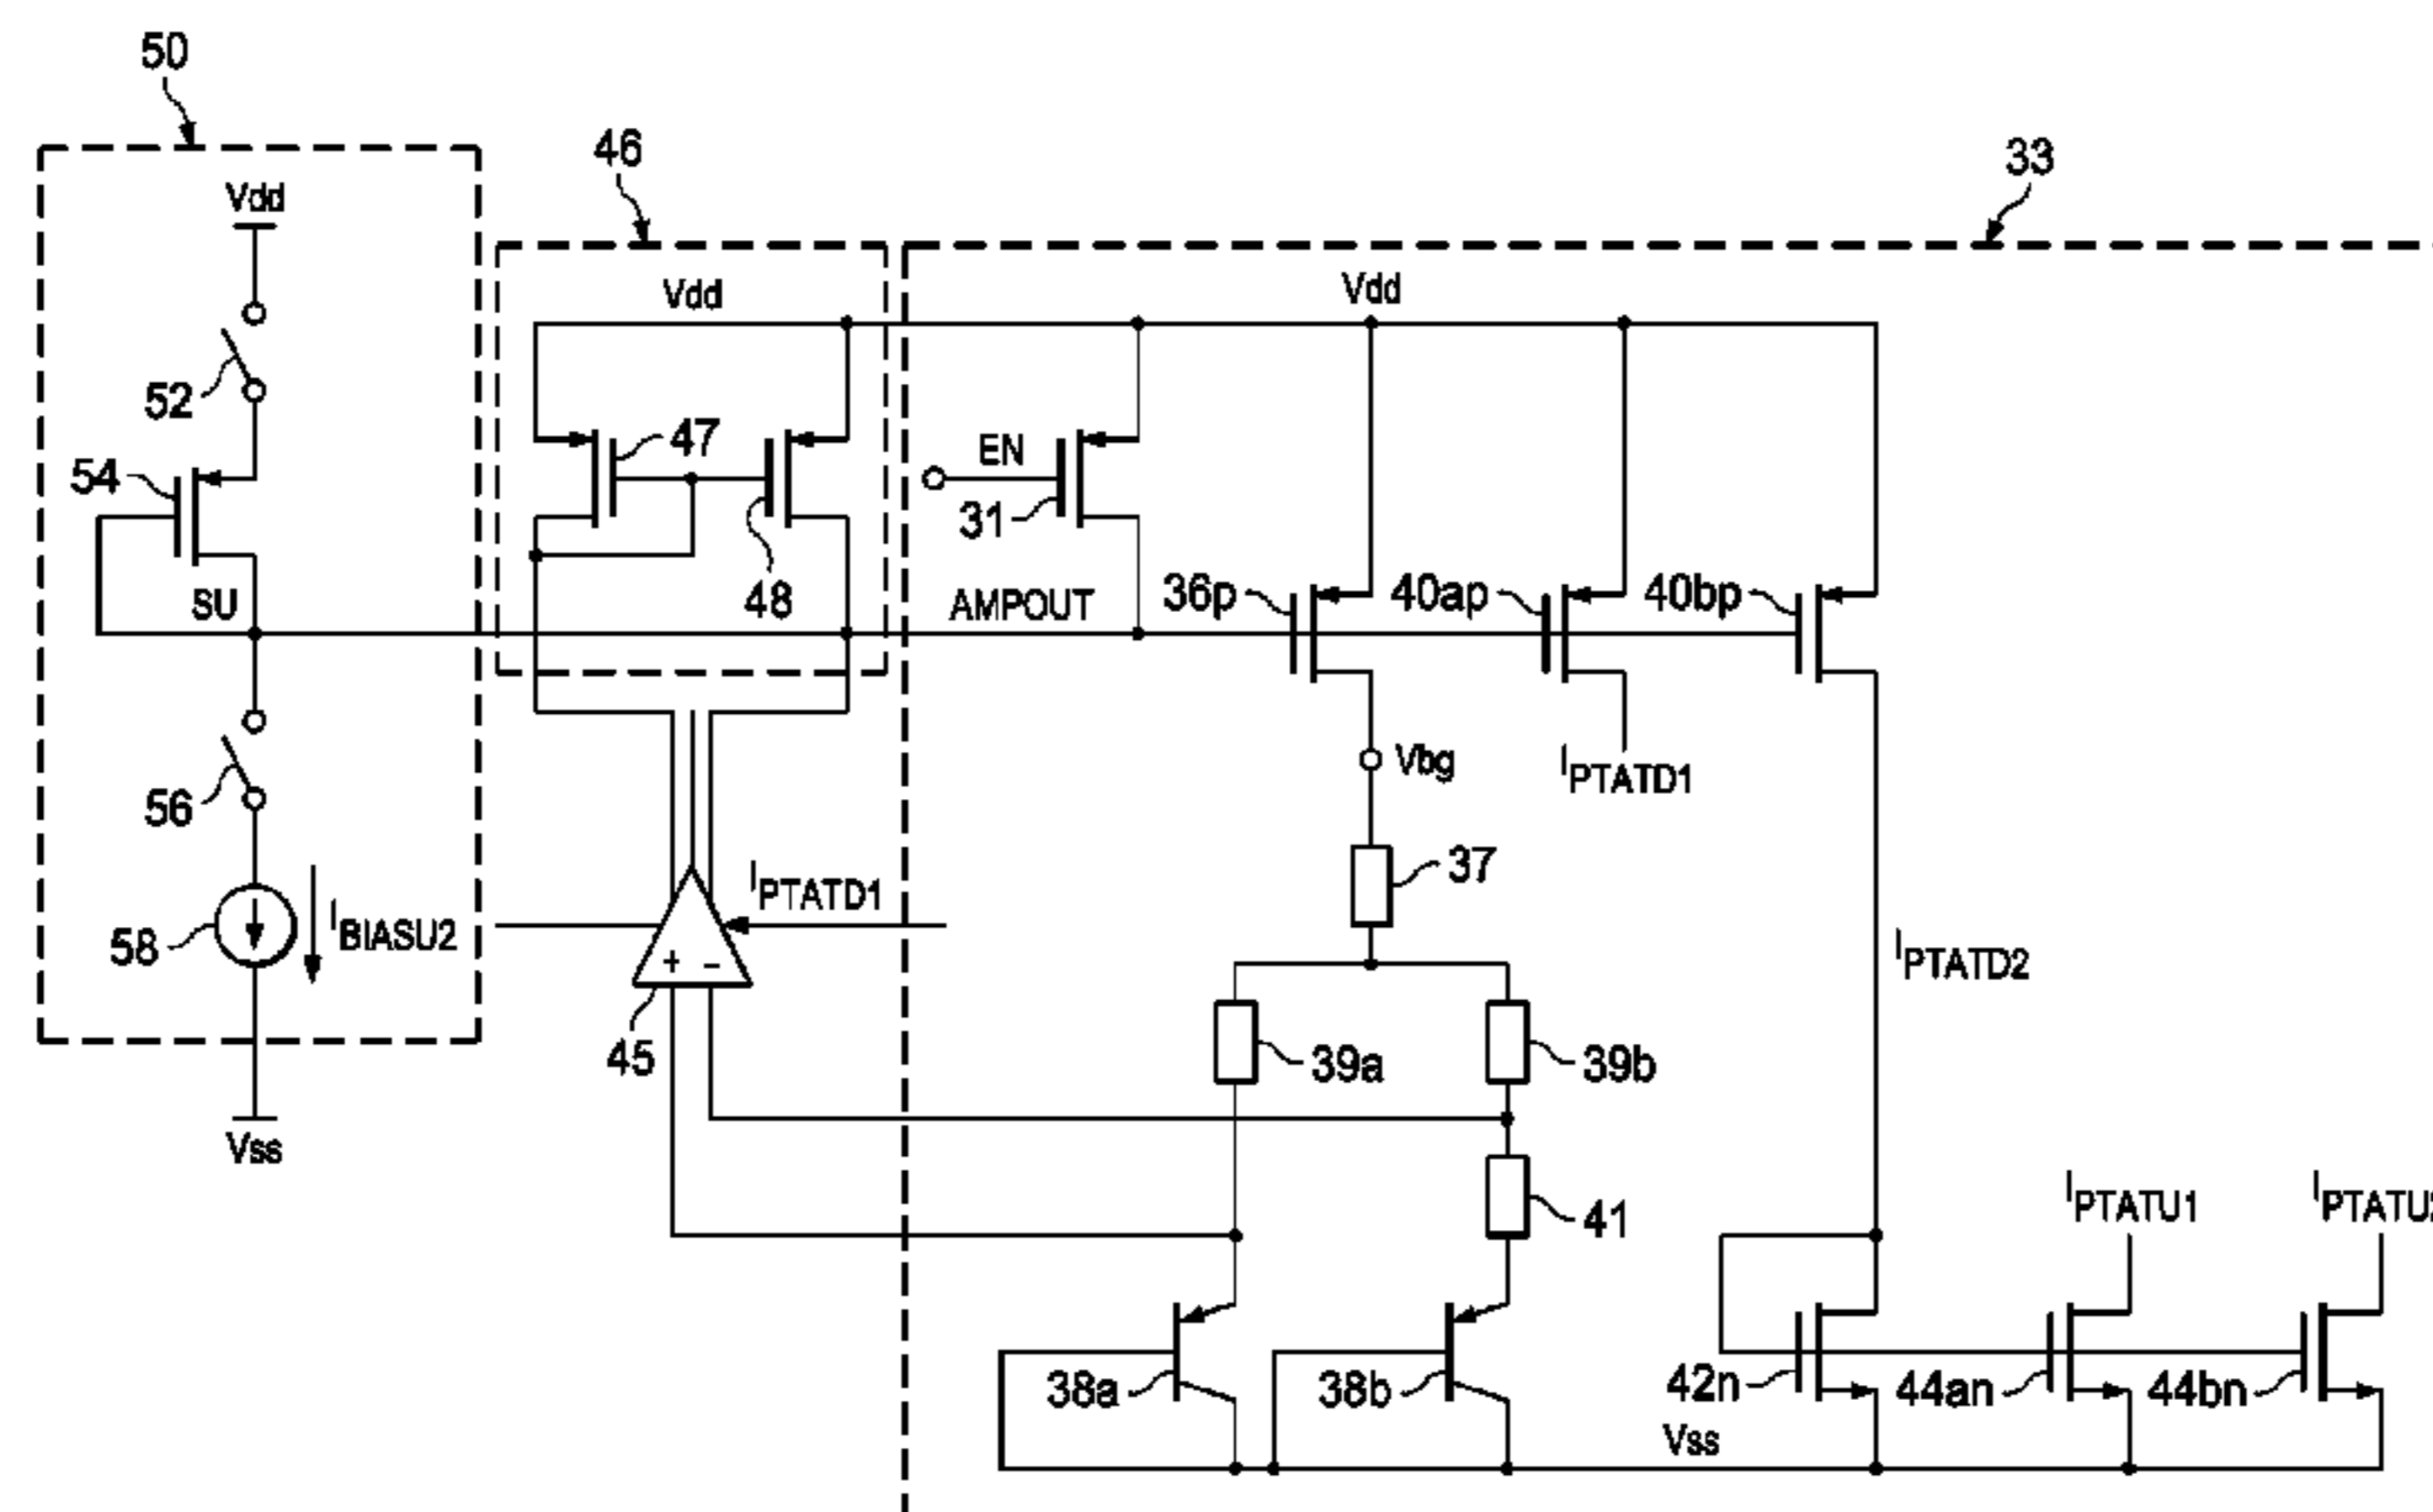 50
46
33
Vdd
Vdd
Vdd
52
47
54
EN
31
48
SU
AMPOUT
36p
40ap
40bp
Vbg
IPTATD1
56
37
IPTATD1
58
IBIASU2
IPTATD2
+ -
45
39a
39b
Vss
41
IPTATU1
IPTATU2
38a
38b
42n
44an
44bn
Vss